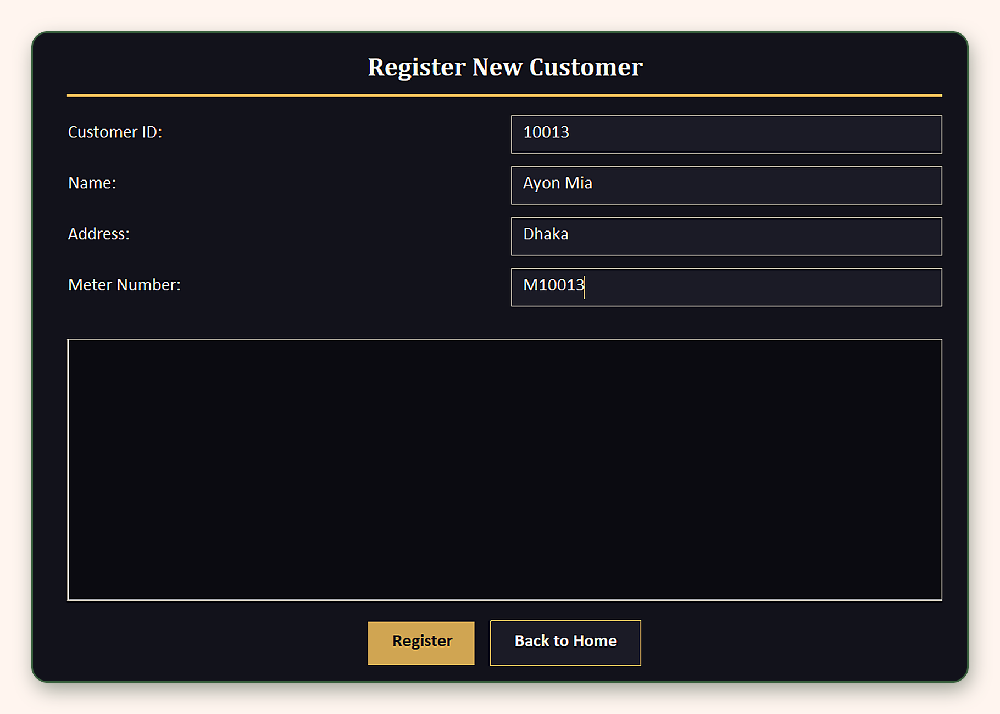 Register New Customer
Customer ID: 10013
Name: Ayon Mia
Address: Dhaka
Meter Number: M10013
Register Back to Home